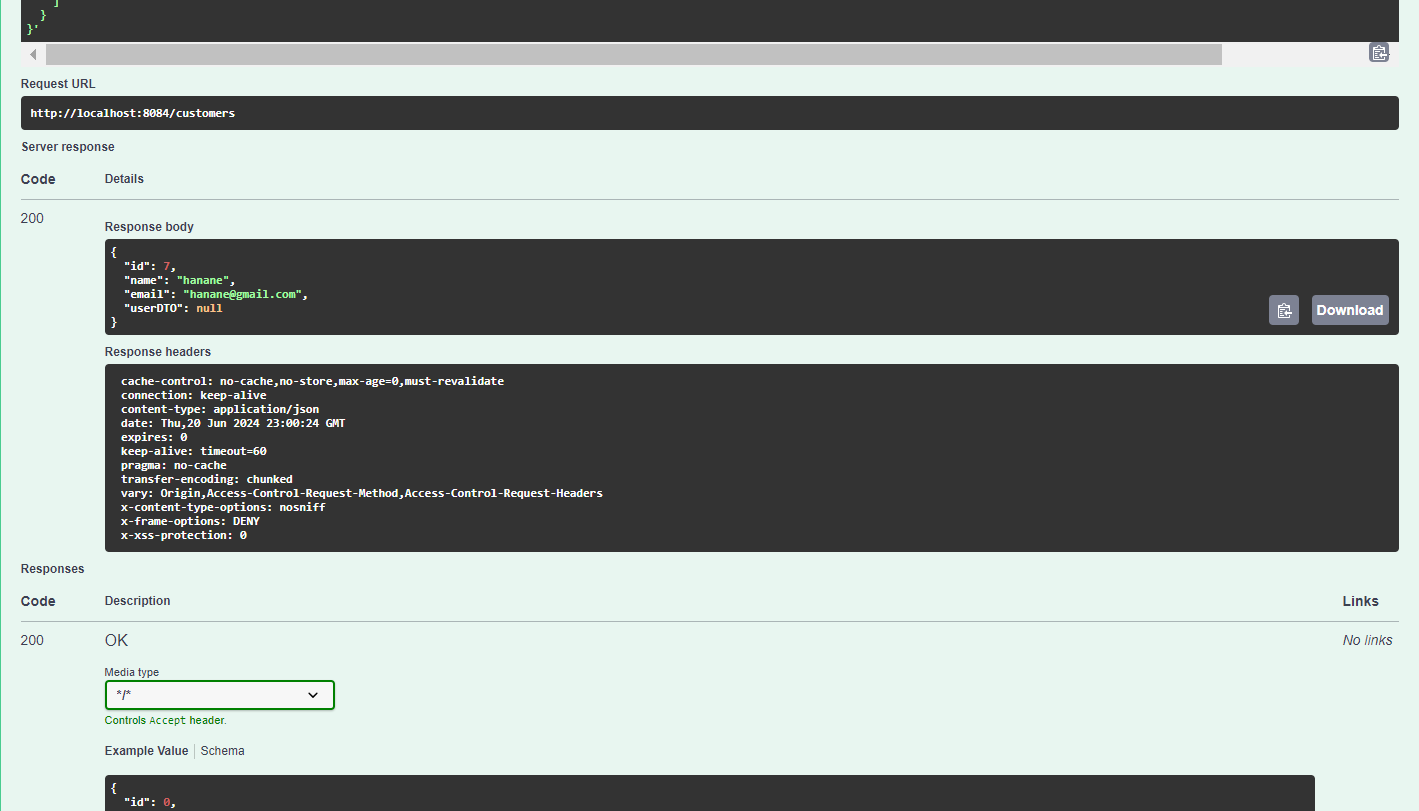 ]
}
}'
Request URL
http://localhost:8084/customers
Server response
Code Details
200
Response body
{
"id": 7,
"name": "hanane",
"email": "hanane@gmail.com",
"userDTO": null
}
Download
Response headers
cache-control: no-cache,no-store,max-age=0,must-revalidate
connection: keep-alive
content-type: application/json
date: Thu,20 Jun 2024 23:00:24 GMT
expires: 0
keep-alive: timeout=60
pragma: no-cache
transfer-encoding: chunked
vary: Origin,Access-Control-Request-Method,Access-Control-Request-Headers
x-content-type-options: nosniff
x-frame-options: DENY
x-xss-protection: 0
Responses
Code Description Links
200 OK No links
Media type
*/*
Controls Accept header.
Example Value Schema
{
"id": 0,